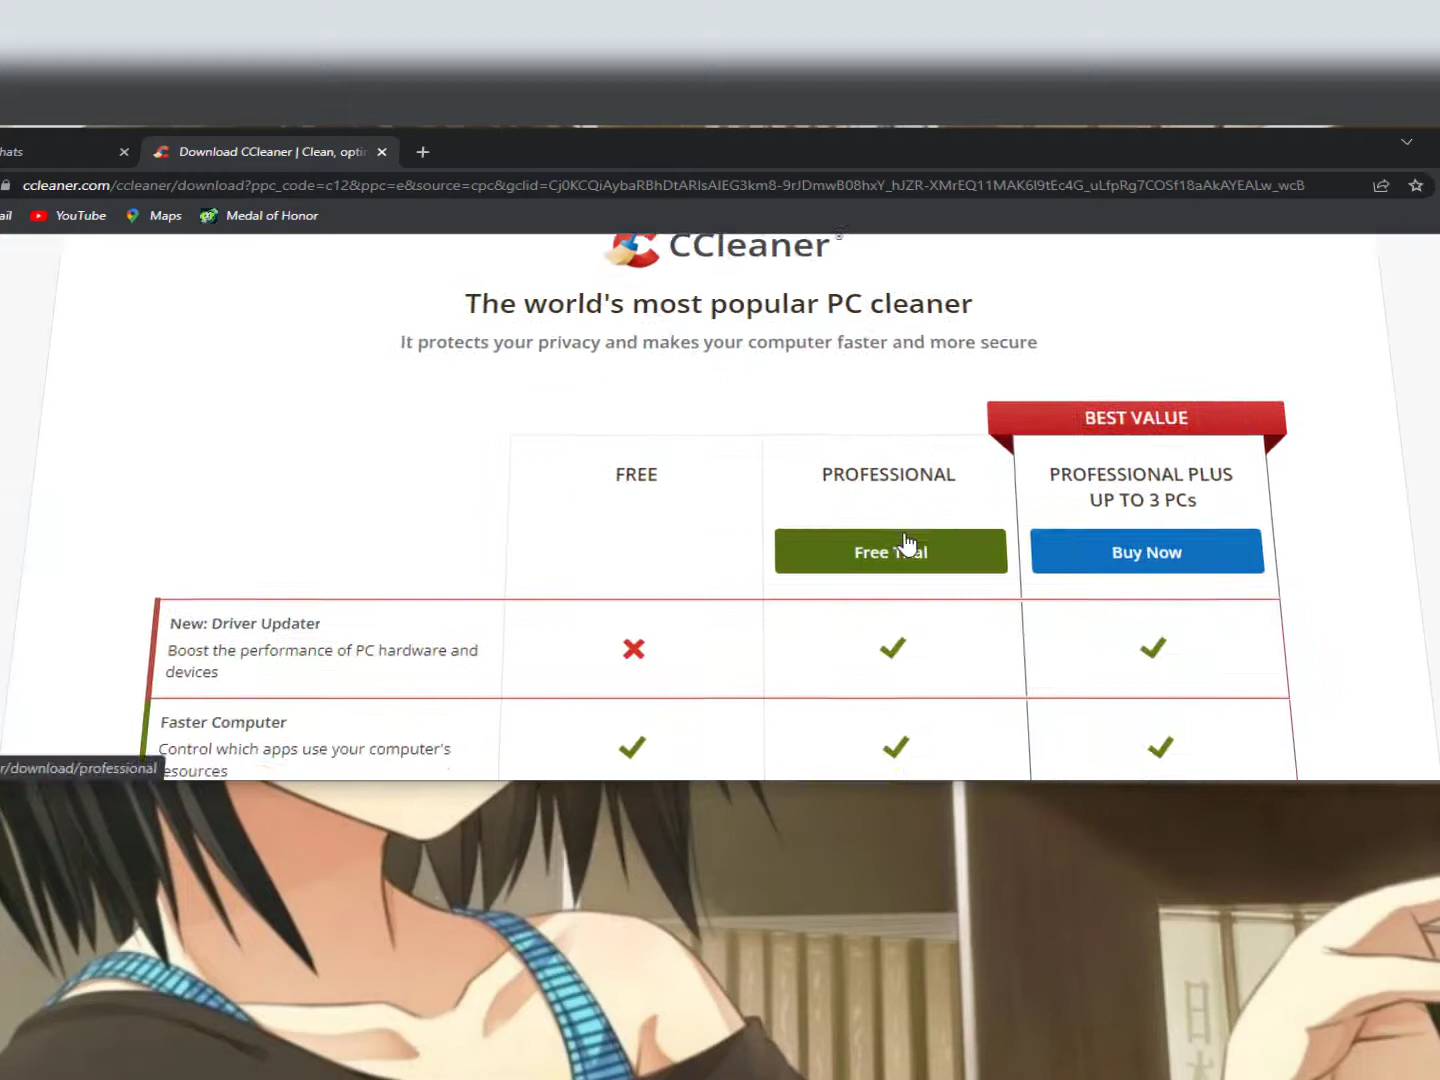 hats
Download CCleaner | Clean, opti
ccleaner.com/ccleaner/download?ppc_code=c12&ppc=e&source=cpc&gclid=Cj0KCQiAybaRBhDtARIsAIEG3km8-9rJDmwB08hxY_hJZR-XMrEQ11MAK6I9tEc4G_uLfpRg7COSf18aAkAYEALw_wcB
ail
YouTube
Maps
Medal of Honor
CCleaner
The world's most popular PC cleaner
It protects your privacy and makes your computer faster and more secure
BEST VALUE
FREE
PROFESSIONAL
PROFESSIONAL PLUS
UP TO 3 PCs
Free Trial
Buy Now
New: Driver Updater
Boost the performance of PC hardware and
devices
Faster Computer
Control which apps use your computer's
esources
r/download/professional